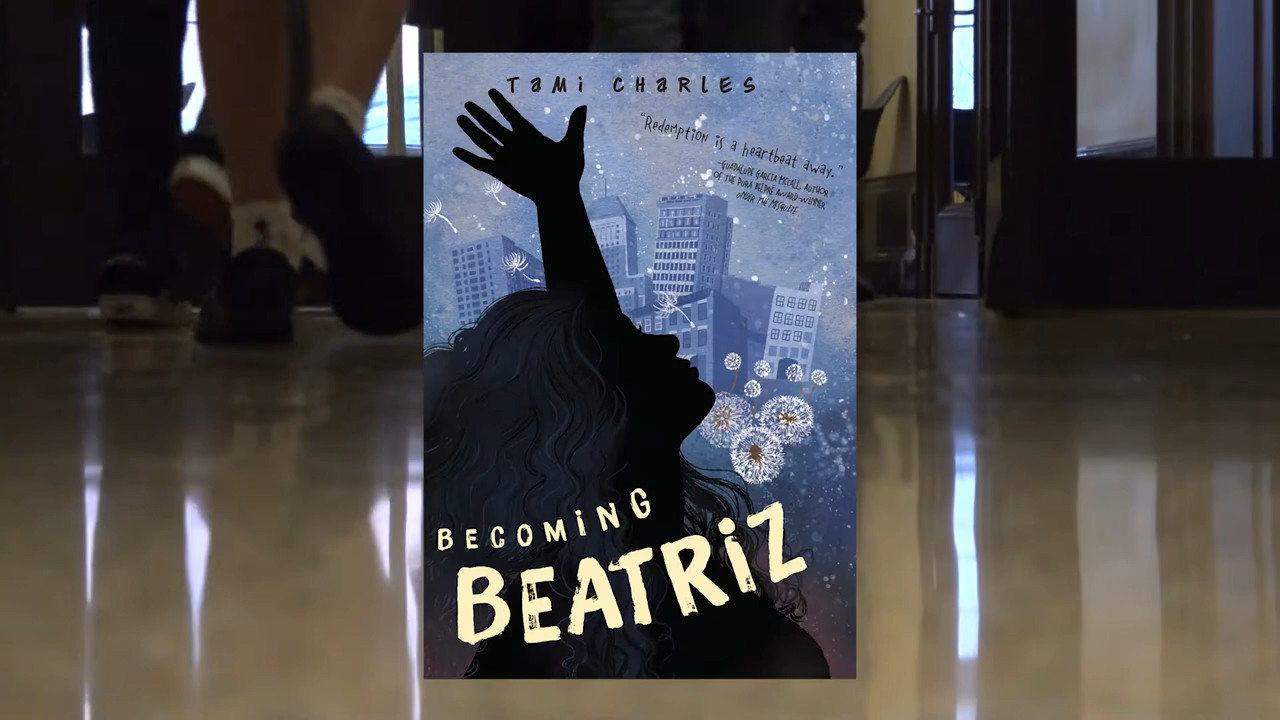 TaMi CHaRLES
"Redemption is a heartbeat away."
—GUADALUPE GARCIA MCCALL, AUTHOR
OF THE PURA BELPRÉ AWARD-WINNER
UNDER THE MESQUITE
BECOMiNG
BEATRiZ